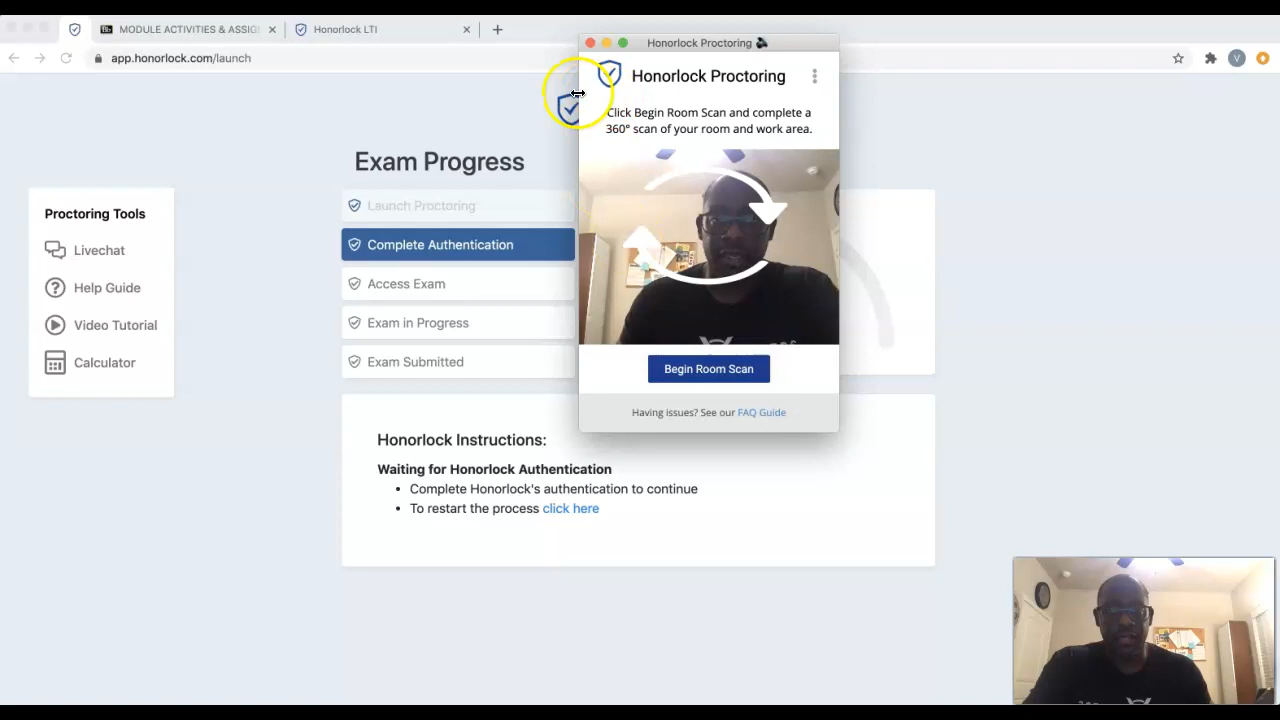 MODULE ACTIVITIES & ASSIG
Honorlock LTI
app.honorlock.com/launch
V
Honorlock Proctoring
Honorlock Proctoring
Click Begin Room Scan and complete a
360° scan of your room and work area.
Begin Room Scan
Having issues? See our FAQ Guide
Exam Progress
Launch Proctoring
Complete Authentication
Access Exam
Exam in Progress
Exam Submitted
Proctoring Tools
Livechat
Help Guide
Video Tutorial
Calculator
Honorlock Instructions:
Waiting for Honorlock Authentication
• Complete Honorlock's authentication to continue
• To restart the process click here